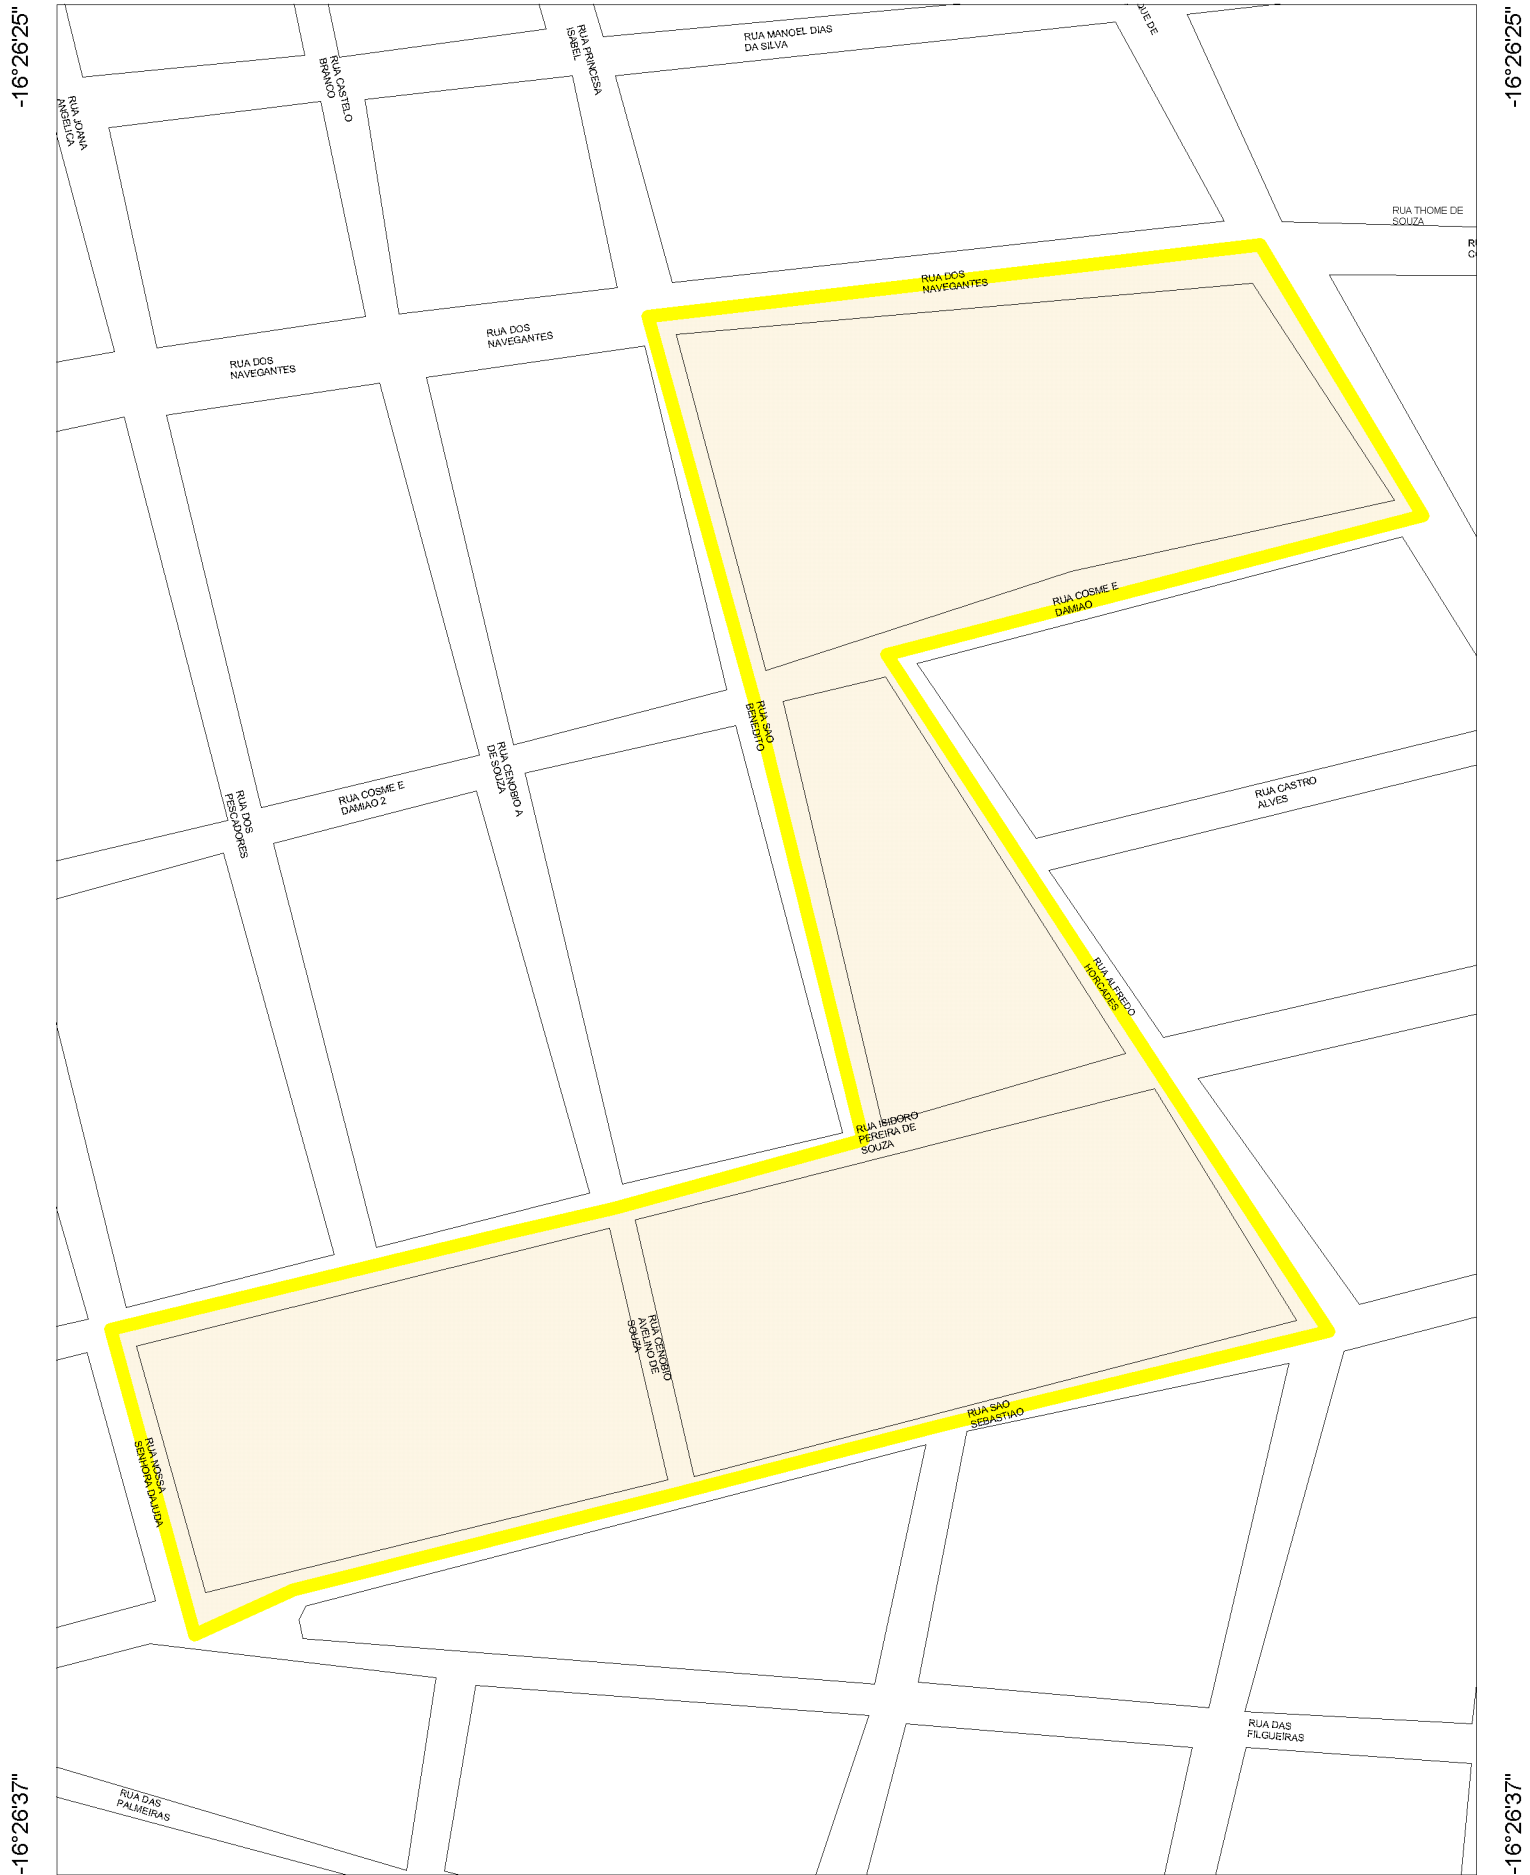 -16°26'25"
-16°26'25"
QUE DE
RUA MANOEL DIAS
DA SILVA
RUA PRINCESA
ISABEL
RUA CASTELO
BRANCO
RUA JOANA
ANGELICA
RUA THOME DE
SOUZA
RUA DOS
NAVEGANTES
RUA DOS
NAVEGANTES
RUA DOS
NAVEGANTES
RUA COSME E
DAMIAO
RUA SAO
BENEDITO
RUA CENOBIO A
DE SOUZA
RUA COSME E
DAMIAO 2
RUA DOS
PESCADORES
RUA CASTRO
ALVES
RUA ALFREDO
HORCADES
RUA ISIDORO
PEREIRA DE
SOUZA
RUA CENOBIO
AVELINO DE
SOUZA
RUA SAO
SEBASTIAO
RUA NOSSA
SENHORA DAJUDA
RUA DAS
FILGUEIRAS
RUA DAS
PALMEIRAS
-16°26'37"
-16°26'37"